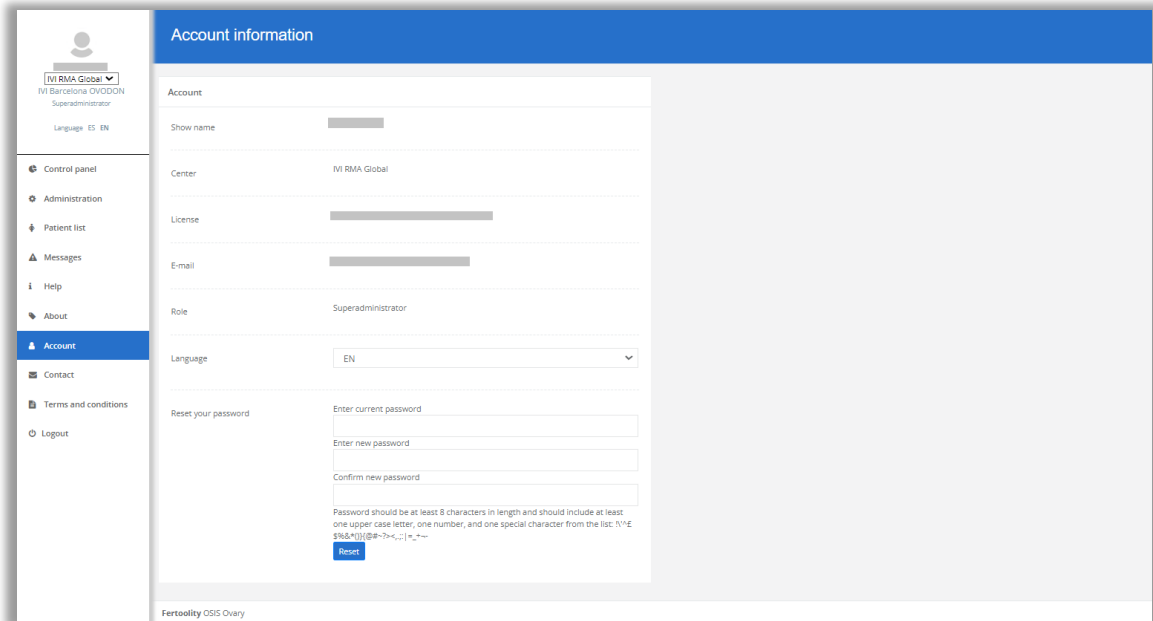 Account information
IVI RMA Global
IVI Barcelona OVODON
Superadministrator
Language ES EN
Control panel
Administration
Patient list
Messages
Help
About
Account
Contact
Terms and conditions
Logout
Account
Show name
Center IVI RMA Global
License
E-mail
Role Superadministrator
Language EN
Reset your password
Enter current password
Enter new password
Confirm new password
Password should be at least 8 characters in length and should include at least
one upper case letter, one number, and one special character from the list: !\'^£
$%&*()}{@#~?><,.;:|=_+¬-
Reset
Fertoolity OSIS Ovary